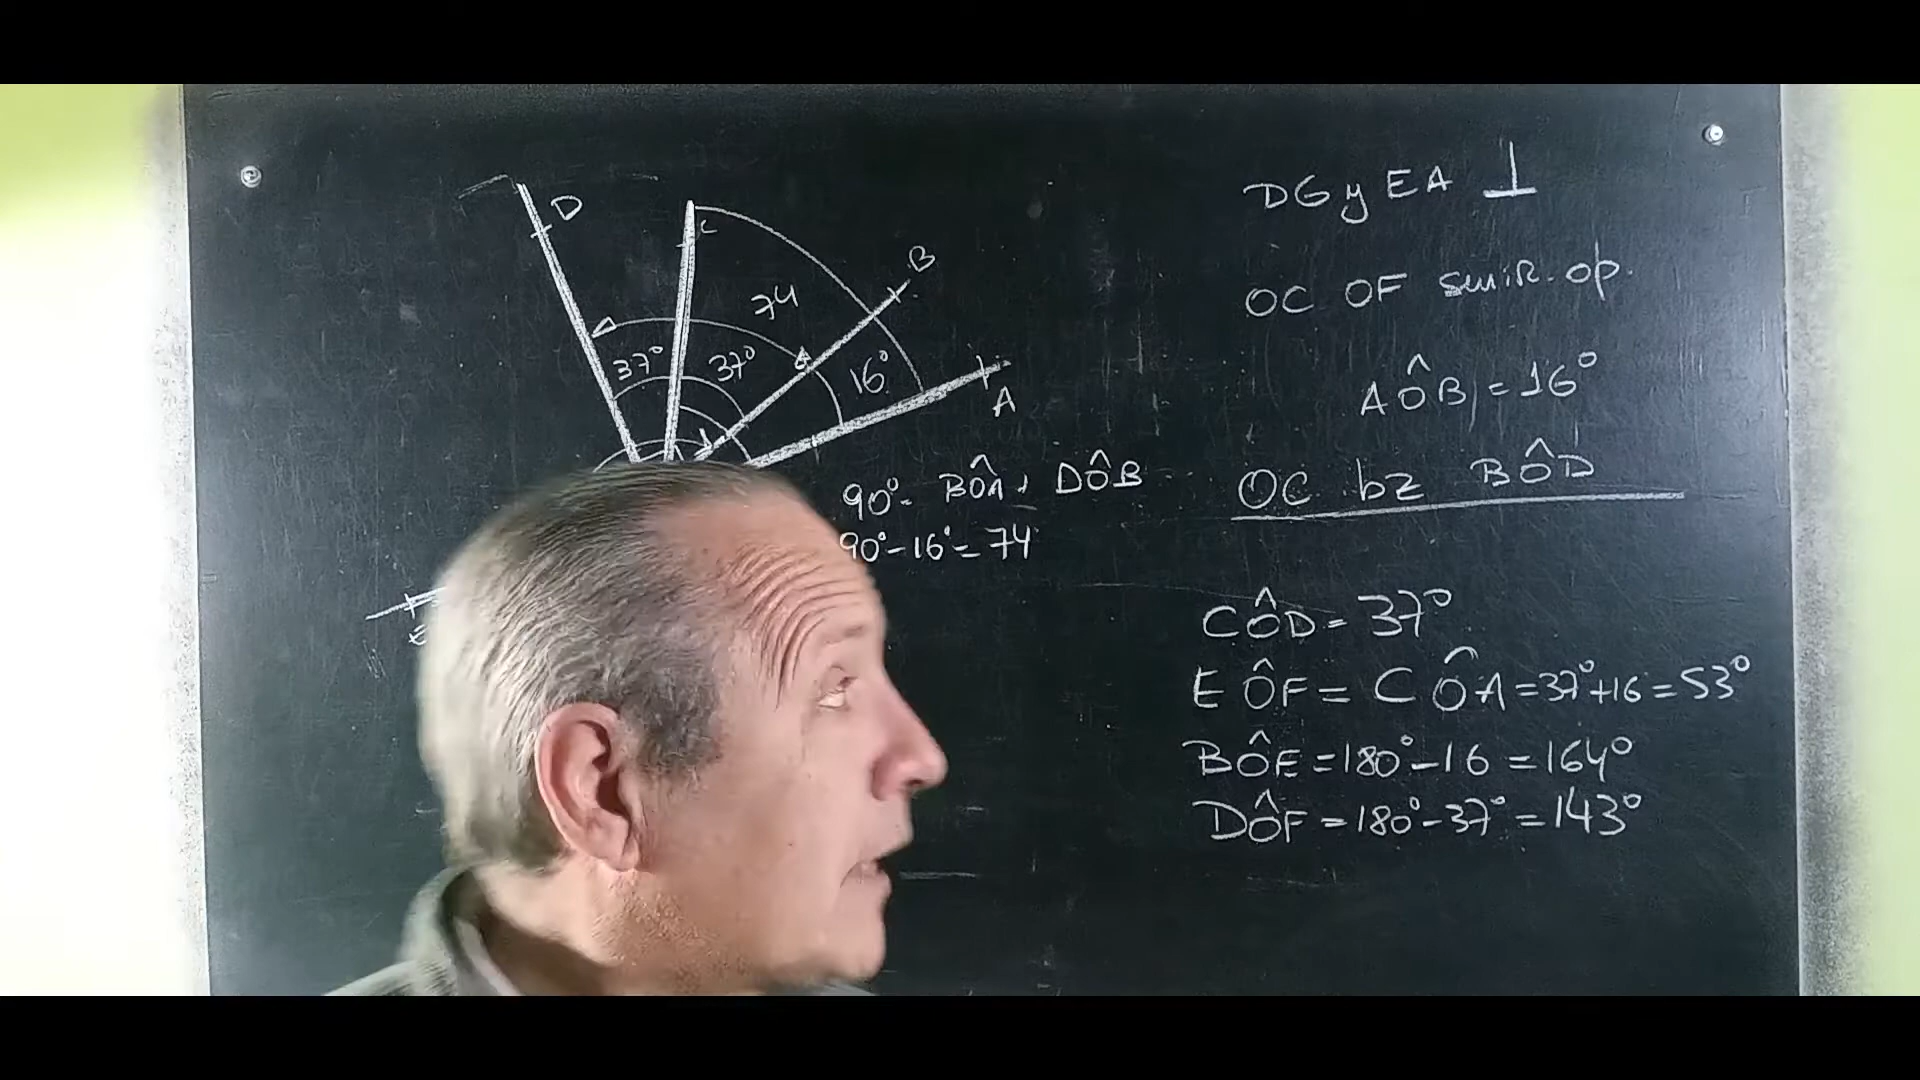 D
C
B
74
37°
37°
16°
A
E
90° = BÔA + DÔB
90° - 16° = 74
DG y EA ⊥
OC OF semir. op.
AÔB = 16°
OC bz BÔD
CÔD = 37°
EÔF = CÔA = 37° + 16 = 53°
BÔE = 180° - 16 = 164°
DÔF = 180° - 37° = 143°